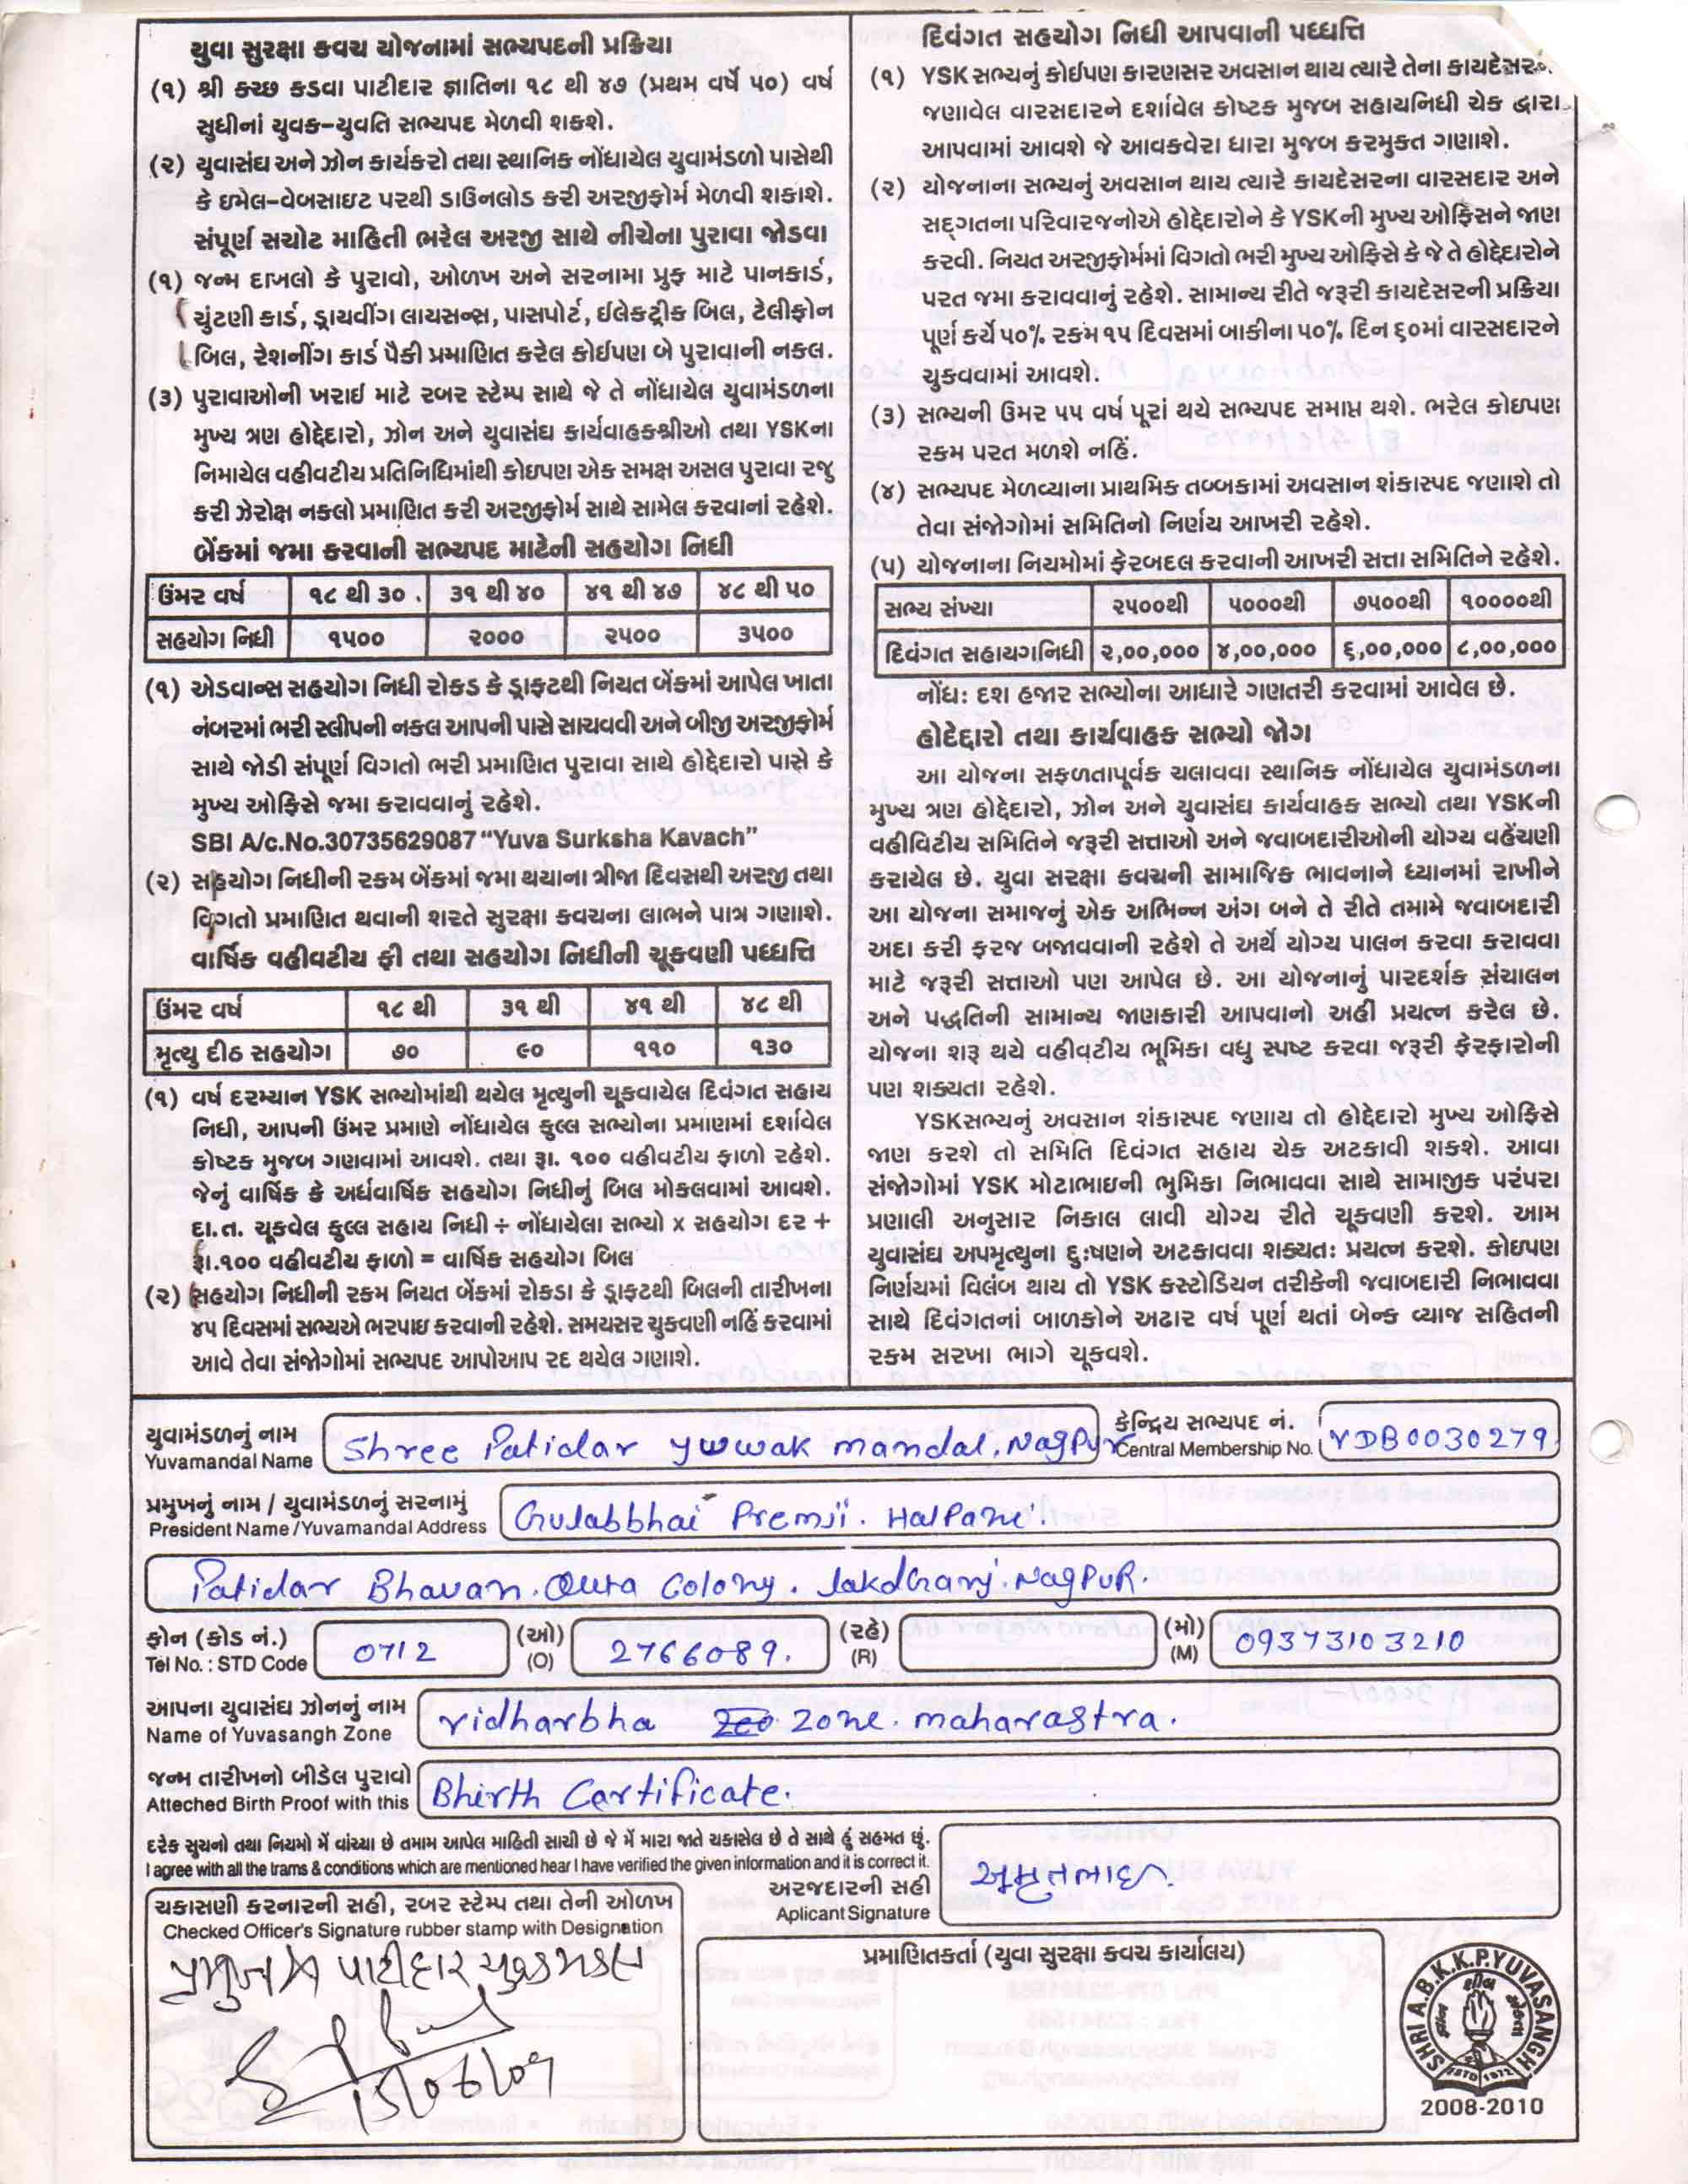 યુવા સુરક્ષા કવચ યોજનામાં સભ્યપદની પ્રક્રિયા
(૧) શ્રી કચ્છ કડવા પાટીદાર જ્ઞાતિના ૧૮ થી ૪૭ (પ્રથમ વર્ષે ૫૦) વર્ષ
સુધીનાં યુવક-યુવતિ સભ્યપદ મેળવી શકશે.
(૨) યુવાસંઘ અને ઝોન કાર્યકરો તથા સ્થાનિક નોંધાયેલ યુવામંડળો પાસેથી
કે ઇમેલ-વેબસાઇટ પરથી ડાઉનલોડ કરી અરજીફોર્મ મેળવી શકાશે.
સંપૂર્ણ સચોટ માહિતી ભરેલ અરજી સાથે નીચેના પુરાવા જોડવા
(૧) જન્મ દાખલો કે પુરાવો, ઓળખ અને સરનામા પ્રુફ માટે પાનકાર્ડ,
ચુંટણી કાર્ડ, ડ્રાયવીંગ લાયસન્સ, પાસપોર્ટ, ઈલેકટ્રીક બિલ, ટેલીફોન
બિલ, રેશનીંગ કાર્ડ પૈકી પ્રમાણિત કરેલ કોઈપણ બે પુરાવાની નકલ.
(૩) પુરાવાઓની ખરાઇ માટે રબર સ્ટેમ્પ સાથે જે તે નોંધાયેલ યુવામંડળના
મુખ્ય ત્રણ હોદ્દેદારો, ઝોન અને યુવાસંઘ કાર્યવાહકશ્રીઓ તથા YSKના
નિમાયેલ વહીવટીય પ્રતિનિધિમાંથી કોઇપણ એક સમક્ષ અસલ પુરાવા રજુ
કરી ઝેરોક્ષ નકલો પ્રમાણિત કરી અરજીફોર્મ સાથે સામેલ કરવાનાં રહેશે.
બેંકમાં જમા કરવાની સભ્યપદ માટેની સહયોગ નિધી
ઉંમર વર્ષ ૧૮ થી ૩૦ ૩૧ થી ૪૦ ૪૧ થી ૪૭ ૪૮ થી ૫૦
સહયોગ નિધી ૧૫૦૦ ૨૦૦૦ ૨૫૦૦ ૩૫૦૦
(૧) એડવાન્સ સહયોગ નિધી રોકડ કે ડ્રાફટથી નિયત બેંકમાં આપેલ ખાતા
નંબરમાં ભરી સ્લીપની નકલ આપની પાસે સાચવવી અને બીજી અરજીફોર્મ
સાથે જોડી સંપૂર્ણ વિગતો ભરી પ્રમાણિત પુરાવા સાથે હોદ્દેદારો પાસે કે
મુખ્ય ઓફિસે જમા કરાવવાનું રહેશે.
SBI A/c.No.30735629087 "Yuva Surksha Kavach"
(૨) સહયોગ નિધીની રકમ બેંકમાં જમા થયાના ત્રીજા દિવસથી અરજી તથા
વિગતો પ્રમાણિત થવાની શરતે સુરક્ષા કવચના લાભને પાત્ર ગણાશે.
વાર્ષિક વહીવટીય ફી તથા સહયોગ નિધીની ચૂકવણી પધ્ધતિ
ઉંમર વર્ષ ૧૮ થી ૩૧ થી ૪૧ થી ૪૮ થી
મૃત્યુ દીઠ સહયોગ ૭૦ ૯૦ ૧૧૦ ૧૩૦
(૧) વર્ષ દરમ્યાન YSK સભ્યોમાંથી થયેલ મૃત્યુની ચૂકવાયેલ દિવંગત સહાય
નિધી, આપની ઉંમર પ્રમાણે નોંધાયેલ કુલ્લ સભ્યોના પ્રમાણમાં દર્શાવેલ
કોષ્ટક મુજબ ગણવામાં આવશે. તથા રૂા. ૧૦૦ વહીવટીય ફાળો રહેશે.
જેનું વાર્ષિક કે અર્ધવાર્ષિક સહયોગ નિધીનું બિલ મોકલવામાં આવશે.
દા.ત. ચૂકવેલ કુલ્લ સહાય નિધી ÷ નોંધાયેલા સભ્યો x સહયોગ દર +
રૂા.૧૦૦ વહીવટીય ફાળો = વાર્ષિક સહયોગ બિલ
(૨) સહયોગ નિધીની રકમ નિયત બેંકમાં રોકડા કે ડ્રાફટથી બિલની તારીખના
૪૫ દિવસમાં સભ્યએ ભરપાઇ કરવાની રહેશે. સમયસર ચુકવણી નહિં કરવામાં
આવે તેવા સંજોગોમાં સભ્યપદ આપોઆપ રદ થયેલ ગણાશે.
દિવંગત સહયોગ નિધી આપવાની પધ્ધતિ
(૧) YSK સભ્યનું કોઈપણ કારણસર અવસાન થાય ત્યારે તેના કાયદેસર
જણાવેલ વારસદારને દર્શાવેલ કોષ્ટક મુજબ સહાયનિધી ચેક દ્વારા
આપવામાં આવશે જે આવકવેરા ધારા મુજબ કરમુક્ત ગણાશે.
(૨) યોજનાના સભ્યનું અવસાન થાય ત્યારે કાયદેસરના વારસદાર અને
સદ્ગતના પરિવારજનોએ હોદ્દેદારોને કે YSKની મુખ્ય ઓફિસને જાણ
કરવી. નિયત અરજીફોર્મમાં વિગતો ભરી મુખ્ય ઓફિસે કે જે તે હોદ્દેદારોને
પરત જમા કરાવવાનું રહેશે. સામાન્ય રીતે જરૂરી કાયદેસરની પ્રક્રિયા
પૂર્ણ કર્યે ૫૦% રકમ ૧૫ દિવસમાં બાકીના ૫૦% દિન ૬૦માં વારસદારને
ચુકવવામાં આવશે.
(૩) સભ્યની ઉમર ૫૫ વર્ષ પૂરાં થયે સભ્યપદ સમાપ્ત થશે. ભરેલ કોઇપણ
રકમ પરત મળશે નહિં.
(૪) સભ્યપદ મેળવ્યાના પ્રાથમિક તબ્બકામાં અવસાન શંકાસ્પદ જણાશે તો
તેવા સંજોગોમાં સમિતિનો નિર્ણય આખરી રહેશે.
(૫) યોજનાના નિયમોમાં ફેરબદલ કરવાની આખરી સત્તા સમિતિને રહેશે.
સભ્ય સંખ્યા ૨૫૦૦થી ૫૦૦૦થી ૭૫૦૦થી ૧૦૦૦૦થી
દિવંગત સહાયગનિધી ૨,૦૦,૦૦૦ ૪,૦૦,૦૦૦ ૬,૦૦,૦૦૦ ૮,૦૦,૦૦૦
નોંધ: દશ હજાર સભ્યોના આધારે ગણતરી કરવામાં આવેલ છે.
હોદેદ્દારો તથા કાર્યવાહક સભ્યો જોગ
આ યોજના સફળતાપૂર્વક ચલાવવા સ્થાનિક નોંધાયેલ યુવામંડળના
મુખ્ય ત્રણ હોદ્દેદારો, ઝોન અને યુવાસંઘ કાર્યવાહક સભ્યો તથા YSKની
વહીવિટીય સમિતિને જરૂરી સત્તાઓ અને જવાબદારીઓની યોગ્ય વહેંચણી
કરાયેલ છે. યુવા સરક્ષા કવચની સામાજિક ભાવનાને ધ્યાનમાં રાખીને
આ યોજના સમાજનું એક અભિન્ન અંગ બને તે રીતે તમામે જવાબદારી
અદા કરી ફરજ બજાવવાની રહેશે તે અર્થે યોગ્ય પાલન કરવા કરાવવા
માટે જરૂરી સત્તાઓ પણ આપેલ છે. આ યોજનાનું પારદર્શક સંચાલન
અને પદ્ધતિની સામાન્ય જાણકારી આપવાનો અહીં પ્રયત્ન કરેલ છે.
યોજના શરૂ થયે વહીવટીય ભૂમિકા વધુ સ્પષ્ટ કરવા જરૂરી ફેરફારોની
પણ શક્યતા રહેશે.
YSKસભ્યનું અવસાન શંકાસ્પદ જણાય તો હોદ્દેદારો મુખ્ય ઓફિસે
જાણ કરશે તો સમિતિ દિવંગત સહાય ચેક અટકાવી શકશે. આવા
સંજોગોમાં YSK મોટાભાઇની ભુમિકા નિભાવવા સાથે સામાજીક પરંપરા
પ્રણાલી અનુસાર નિકાલ લાવી યોગ્ય રીતે ચૂકવણી કરશે. આમ
યુવાસંઘ અપમૃત્યુના દુઃષણને અટકાવવા શક્યતઃ પ્રયત્ન કરશે. કોઇપણ
નિર્ણયમાં વિલંબ થાય તો YSK કસ્ટોડિયન તરીકેની જવાબદારી નિભાવવા
સાથે દિવંગતનાં બાળકોને અઢાર વર્ષ પૂર્ણ થતાં બેન્ક વ્યાજ સહિતની
રકમ સરખા ભાગે ચૂકવશે.
યુવામંડળનું નામ
Yuvamandal Name Shree Patidar yuwak mandal. Nagpur
કેન્દ્રિય સભ્યપદ નં.
Central Membership No. VDB0030279
પ્રમુખનું નામ / યુવામંડળનું સરનામું
President Name/Yuvamandal Address Gulabbhai Premji. Halpani.
Patidar Bhavan. Queta Colony. Lakdganj. Nagpur.
ફોન (કોડ નં.) (ઓ) (રહે) (મો)
Tel No. : STD Code 0712 (O) 2766089. (R) (M) 09373103210
આપના યુવાસંઘ ઝોનનું નામ
Name of Yuvasangh Zone vidharbha zone. maharastra.
જન્મ તારીખનો બીડેલ પુરાવો
Atteched Birth Proof with this Bhirth Cartificate.
દરેક સુચનો તથા નિયમો મેં વાંચ્યા છે તમામ આપેલ માહિતી સાચી છે જે મેં મારા જાતે ચકાસેલ છે તે સાથે હું સહમત છું.
I agree with all the trams & conditions which are mentioned hear I have verified the given information and it is correct it.
અરજદારની સહી
Aplicant Signature અમૃતભાઇ
ચકાસણી કરનારની સહી, રબર સ્ટેમ્પ તથા તેની ઓળખ
Checked Officer's Signature rubber stamp with Designation
પ્રમુખ પાટીદાર યુવક મંડળ
15/06/09
પ્રમાણિતકર્તા (યુવા સુરક્ષા કવચ કાર્યાલય)
SHRI A.B.K.K.P.YUVASANGH
ESTD 1972
2008-2010